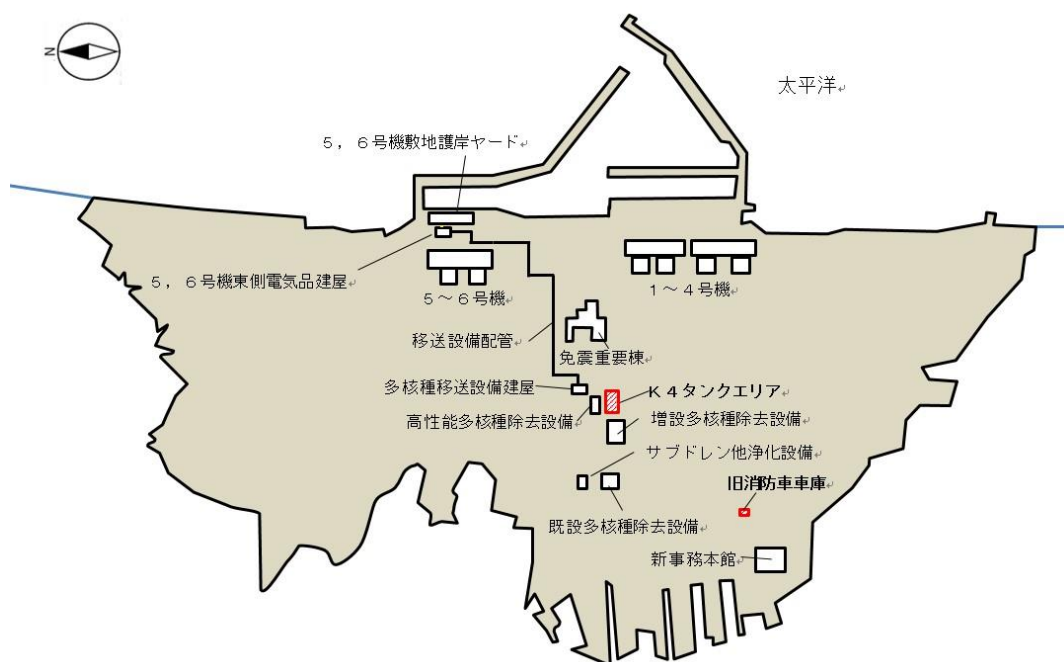 N
太平洋
５，６号機敷地護岸ヤード
５，６号機東側電気品建屋
５～６号機
１～４号機
移送設備配管
免震重要棟
多核種移送設備建屋
Ｋ４タンクエリア
高性能多核種除去設備
増設多核種除去設備
サブドレン他浄化設備
旧消防車車庫
既設多核種除去設備
新事務本館